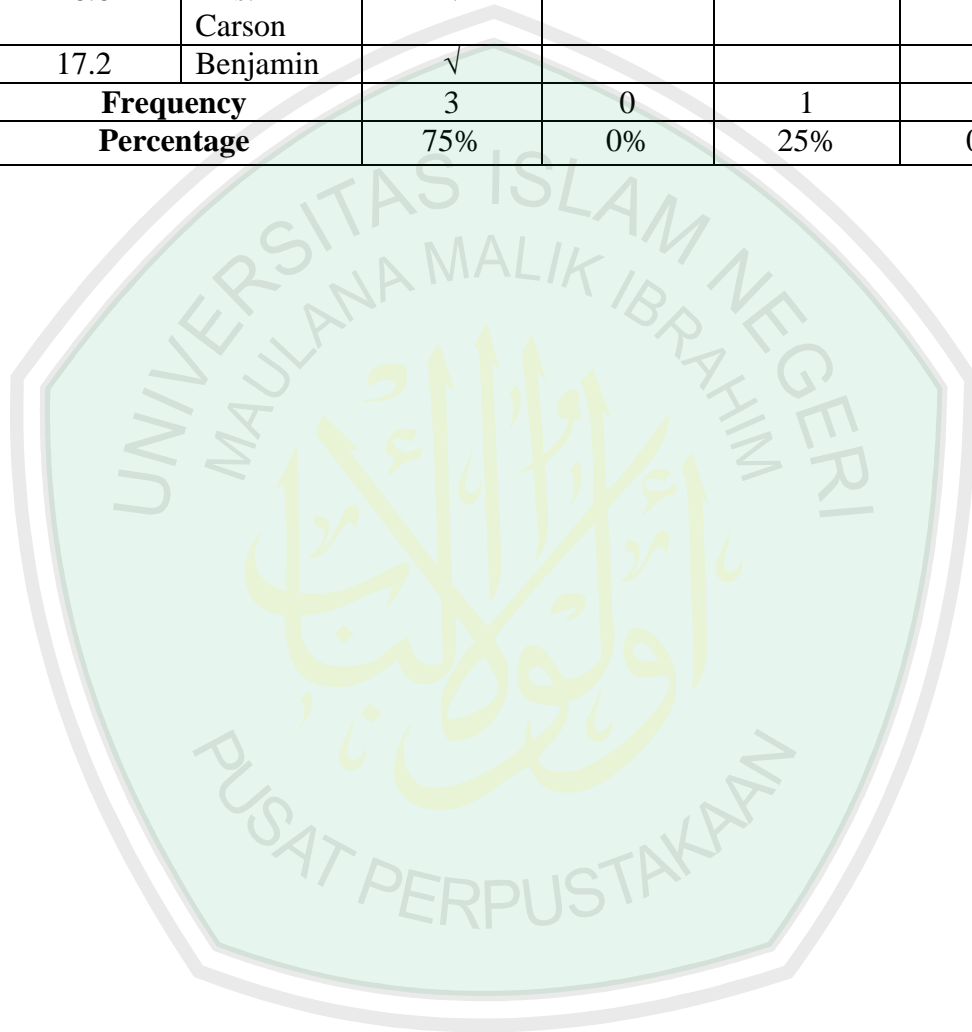 Carson
17.2 Benjamin √
Frequency 3 0 1
Percentage 75% 0% 25%
UNIVERSITAS ISLAM NEGERI
MAULANA MALIK IBRAHIM
PUSAT PERPUSTAKAAN